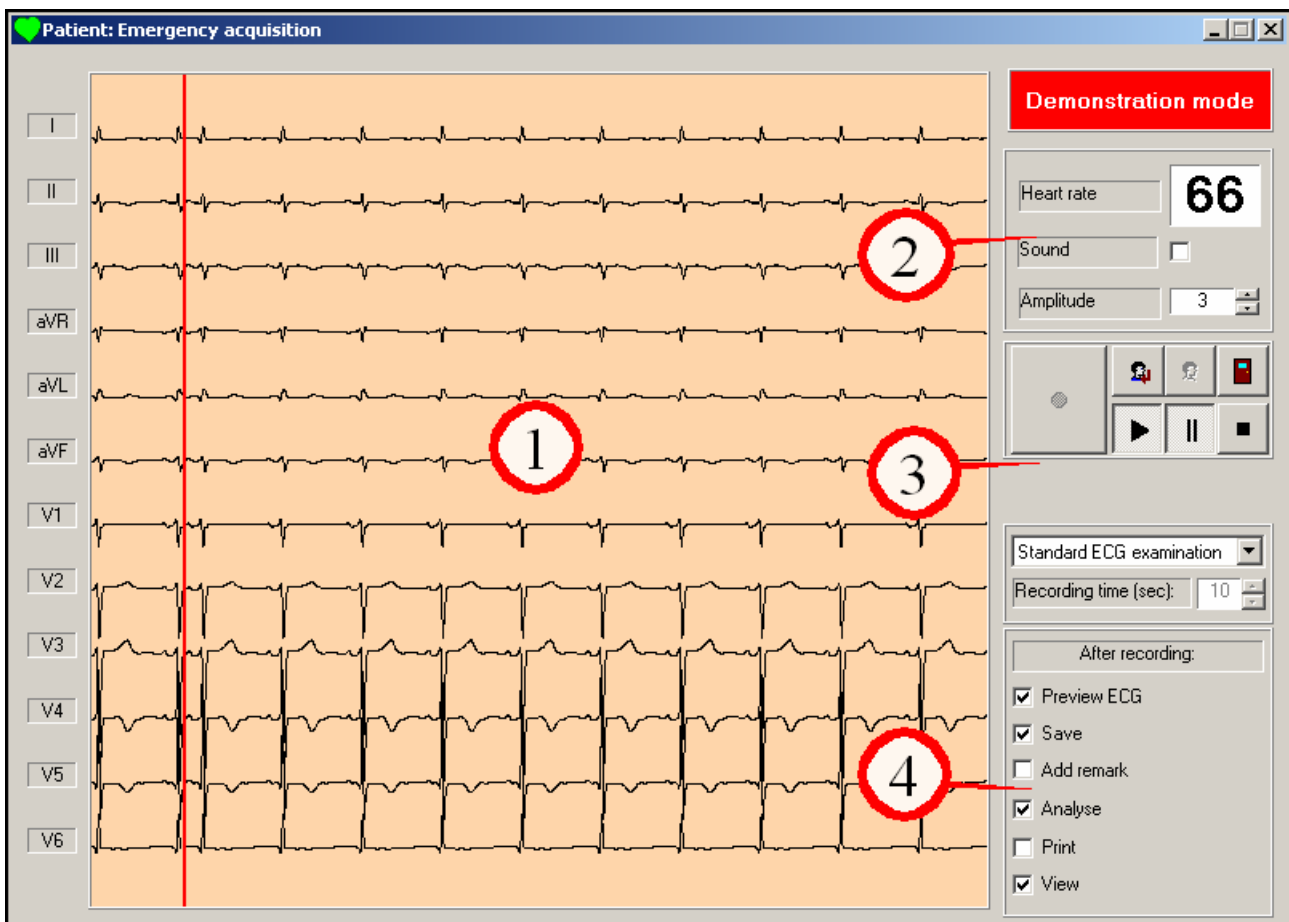 Patient: Emergency acquisition
I
II
III
aVR
aVL
aVF
V1
V2
V3
V4
V5
V6
1
2
3
4
Demonstration mode
Heart rate 66
Sound
Amplitude 3
Standard ECG examination
Recording time (sec): 10
After recording:
Preview ECG
Save
Add remark
Analyse
Print
View